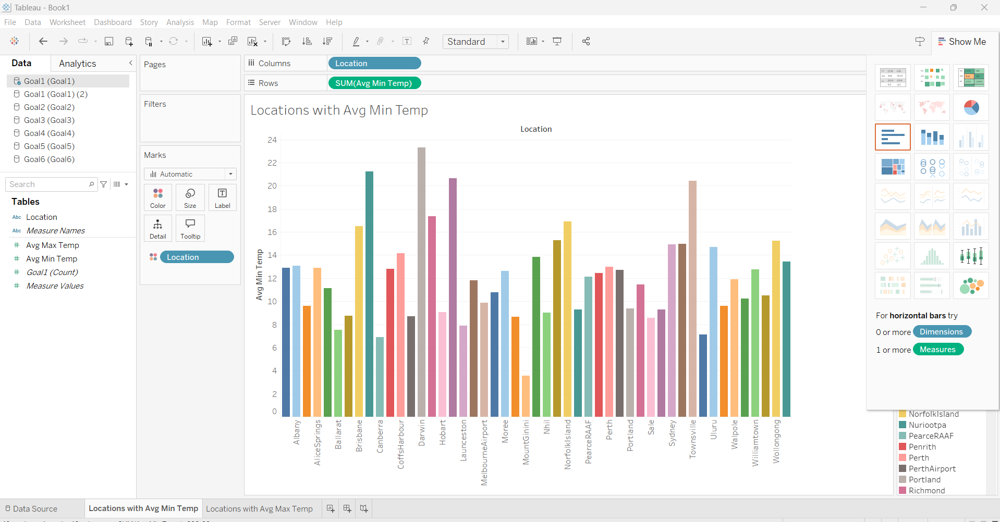 Tableau - Book1
File Data Worksheet Dashboard Story Analysis Map Format Server Window Help
Standard
Show Me
Data
Analytics
Goal1 (Goal1)
Goal1 (Goal1) (2)
Goal2 (Goal2)
Goal3 (Goal3)
Goal4 (Goal4)
Goal5 (Goal5)
Goal6 (Goal6)
Search
Tables
Abc Location
Abc Measure Names
# Avg Max Temp
# Avg Min Temp
# Goal1 (Count)
# Measure Values
Pages
Filters
Marks
Automatic
Color
Size
Label
Detail
Tooltip
Location
Columns
Location
Rows
SUM(Avg Min Temp)
Locations with Avg Min Temp
Location
Avg Min Temp
24
22
20
18
16
14
12
10
8
6
4
2
0
Albany
AliceSprings
Ballarat
Brisbane
Canberra
CoffsHarbour
Darwin
Hobart
Launceston
MelbourneAirport
Moree
MountGinini
Nhil
NorfolkIsland
PearceRAAF
Perth
Portland
Sale
Sydney
Townsville
Uluru
Walpole
Williamtown
Wollongong
For horizontal bars try
0 or more Dimensions
1 or more Measures
NorfolkIsland
Nuriootpa
PearceRAAF
Penrith
Perth
PerthAirport
Portland
Richmond
Data Source
Locations with Avg Min Temp
Locations with Avg Max Temp